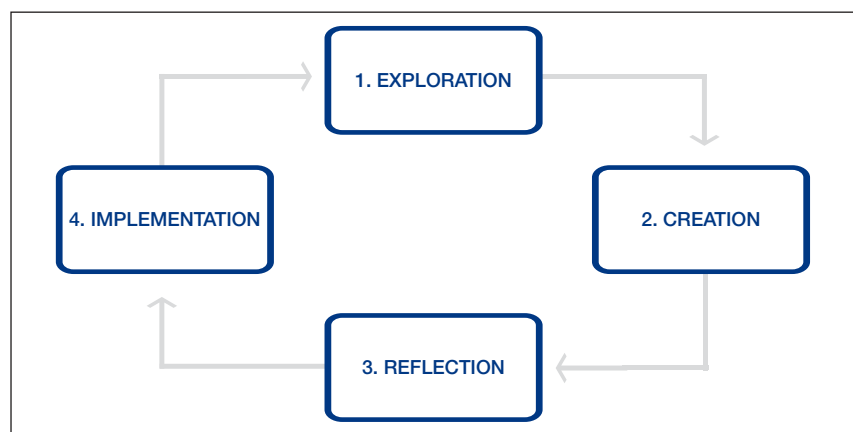 1. EXPLORATION
2. CREATION
3. REFLECTION
4. IMPLEMENTATION